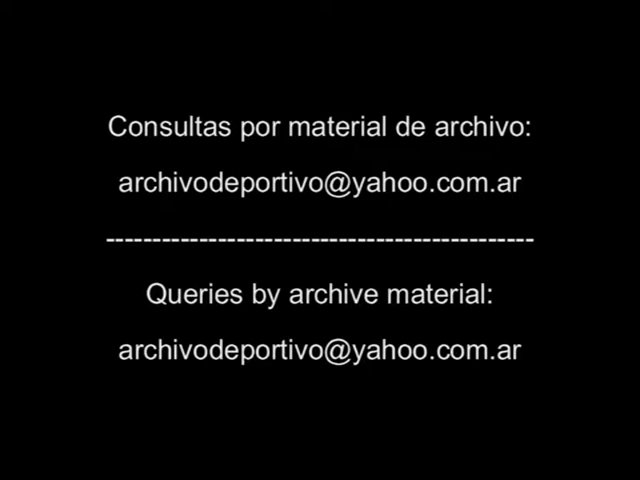 Consultas por material de archivo:
archivodeportivo@yahoo.com.ar
-----------------------------------------------
Queries by archive material:
archivodeportivo@yahoo.com.ar